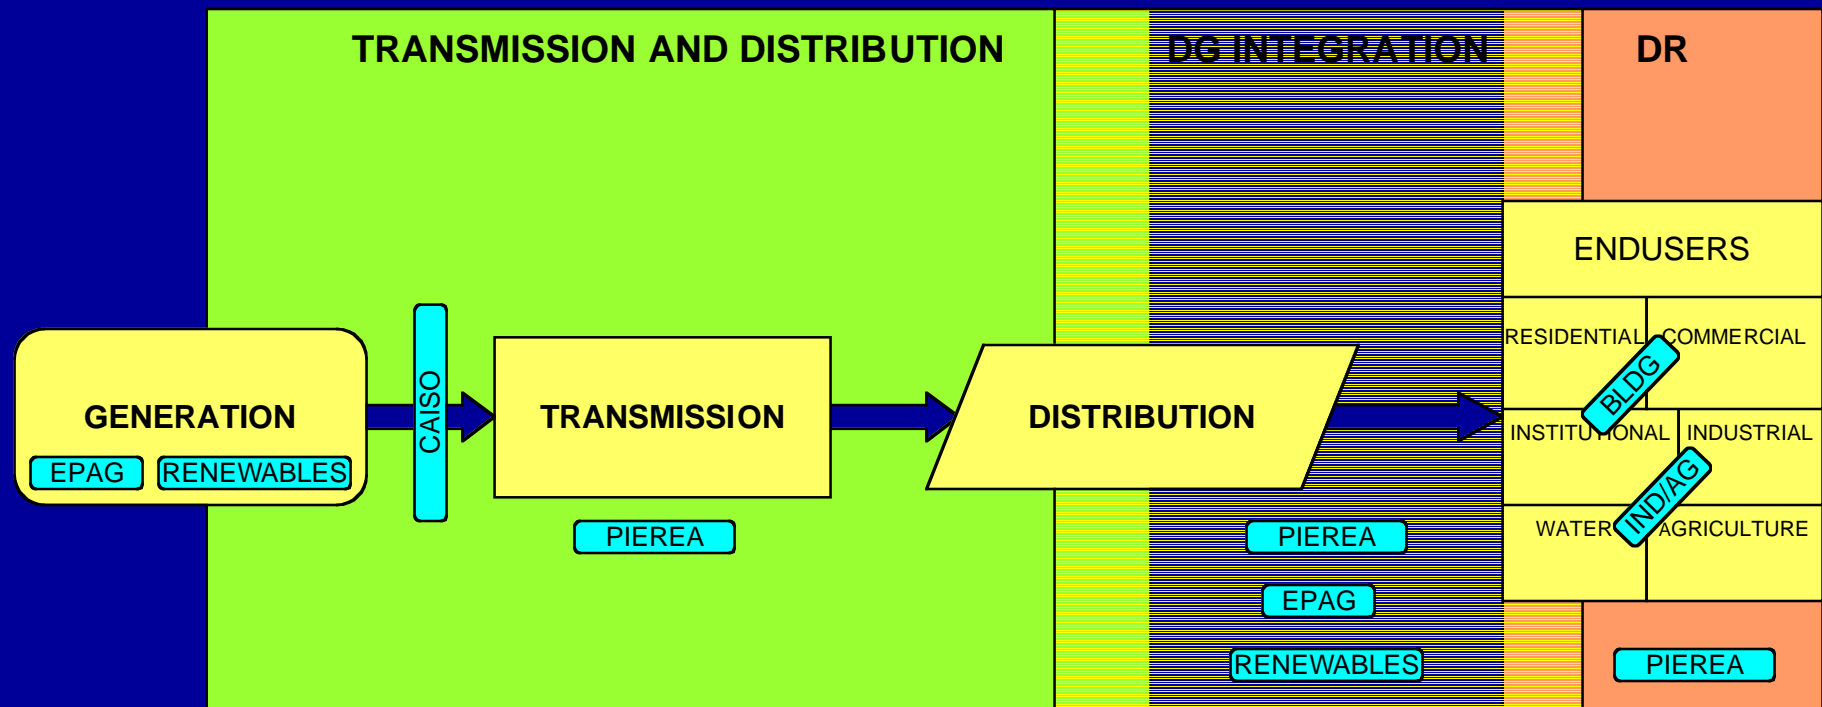 TRANSMISSION AND DISTRIBUTION
DG INTEGRATION
DR
ENDUSERS
RESIDENTIAL
COMMERCIAL
BLDG
INSTITUTIONAL
INDUSTRIAL
IND/AG
WATER
AGRICULTURE
GENERATION
EPAG
RENEWABLES
CAISO
TRANSMISSION
PIEREA
DISTRIBUTION
PIEREA
EPAG
RENEWABLES
PIEREA